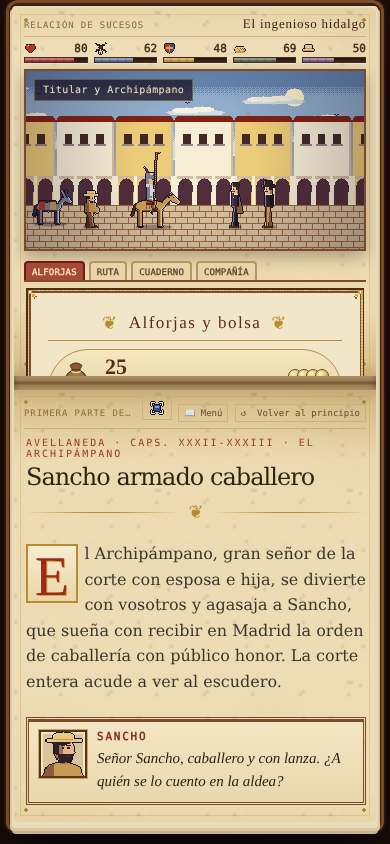 RELACIÓN DE SUCESOS
El ingenioso hidalgo
80 62 48 69 50
Titular y Archipámpano
ALFORJAS RUTA CUADERNO COMPAÑÍA
Alforjas y bolsa
25
PRIMERA PARTE DE… Menú ↺ Volver al principio
AVELLANEDA · CAPS. XXXII-XXXIII · EL
ARCHIPÁMPANO
Sancho armado caballero
El Archipámpano, gran señor de la
corte con esposa e hija, se divierte
con vosotros y agasaja a Sancho,
que sueña con recibir en Madrid la orden
de caballería con público honor. La corte
entera acude a ver al escudero.
SANCHO
Señor Sancho, caballero y con lanza. ¿A
quién se lo cuento en la aldea?